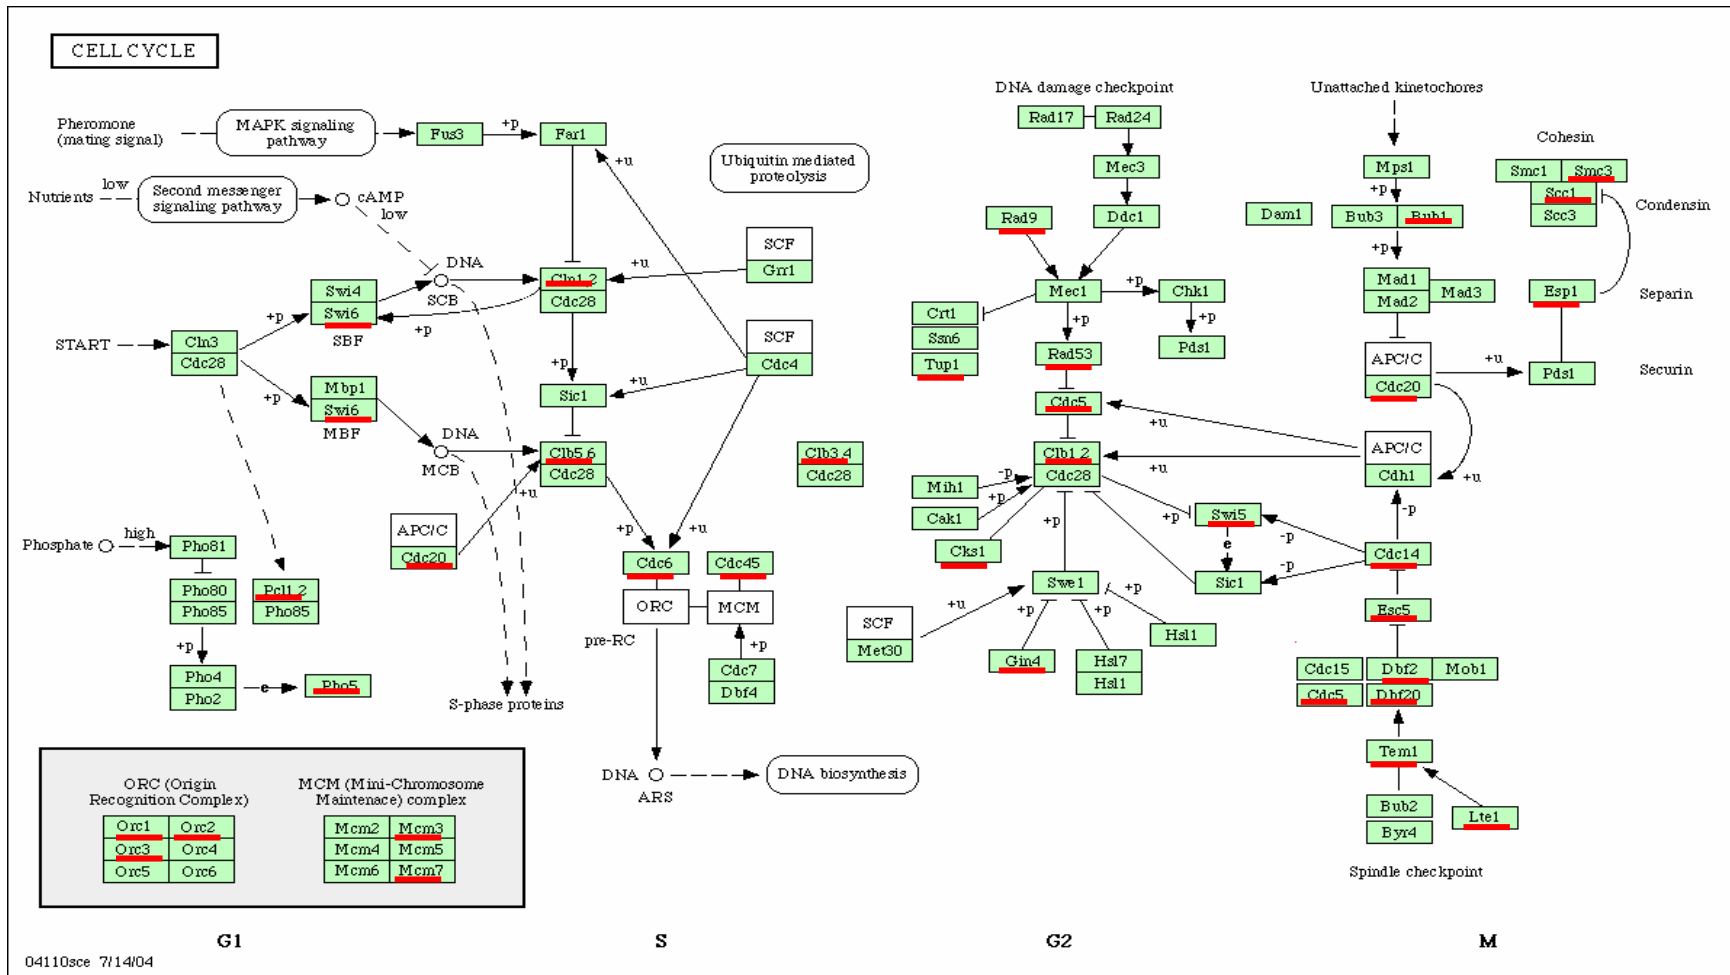 CELL CYCLE
Pheromone
(mating signal)
MAPK signaling
pathway
Fus3
+p
Far1
Nutrients
low
Second messenger
signaling pathway
cAMP
low
Ubiquitin mediated
proteolysis
+u
SCF
Grr1
+u
DNA
SCB
Cln1,2
Cdc28
Swi4
Swi6
SBF
+p
+p
START
Cln3
Cdc28
+p
Mbp1
Swi6
MBF
DNA
MCB
+p
Sic1
+u
SCF
Cdc4
Clb5,6
Cdc28
Clb3,4
Cdc28
+u
APC/C
Cdc20
+p
+u
Phosphate
high
Pho81
Pho80
Pho85
Pcl1,2
Pho85
+p
Pho4
Pho2
e
Pho5
Cdc6
Cdc45
ORC
MCM
pre-RC
+p
Cdc7
Dbf4
S-phase proteins
DNA
ARS
DNA biosynthesis
ORC (Origin
Recognition Complex)
Orc1 Orc2
Orc3 Orc4
Orc5 Orc6
MCM (Mini-Chromosome
Maintenace) complex
Mcm2 Mcm3
Mcm4 Mcm5
Mcm6 Mcm7
DNA damage checkpoint
Rad17
Rad24
Mec3
Rad9
Ddc1
Mec1
+p
Chk1
Crt1
Ssn6
Tup1
+p
+p
Rad53
Pds1
Cdc5
+u
Clb1,2
Cdc28
+u
Mih1
-p
Cak1
+p
Cks1
+p
+p
Swi5
e
Sic1
-p
-p
Swe1
SCF
Met30
+u
+p
+p
+p
Gin4
Hsl7
Hsl1
Hsl1
Unattached kinetochores
Mps1
+p
Cohesin
Smc1 Smc3
Scc1
Scc3
Condensin
Dam1
Bub3 Bub1
+p
Mad1
Mad2
Mad3
Esp1
Separin
APC/C
Cdc20
+u
Pds1
Securin
APC/C
Cdh1
+u
-p
Cdc14
Esc5
Cdc15 Dbf2 Mob1
Cdc5 Dbf20
Tem1
Bub2
Byr4
Lte1
Spindle checkpoint
G1 S G2 M
04110sce 7/14/04